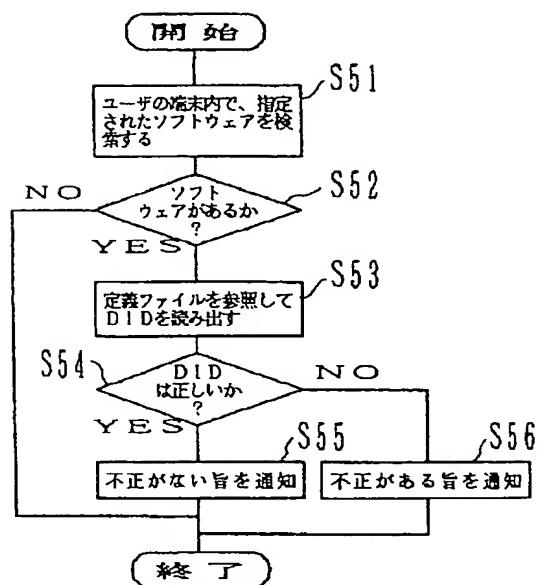 開始
S51
ユーザの端末内で、指定
されたソフトウェアを検
索する
S52
NO
ソフト
ウェアがあるか
?
YES
S53
定義ファイルを参照して
DIDを読み出す
S54
DID
は正しいか
?
NO
YES
S55
S56
不正がない旨を通知
不正がある旨を通知
終了